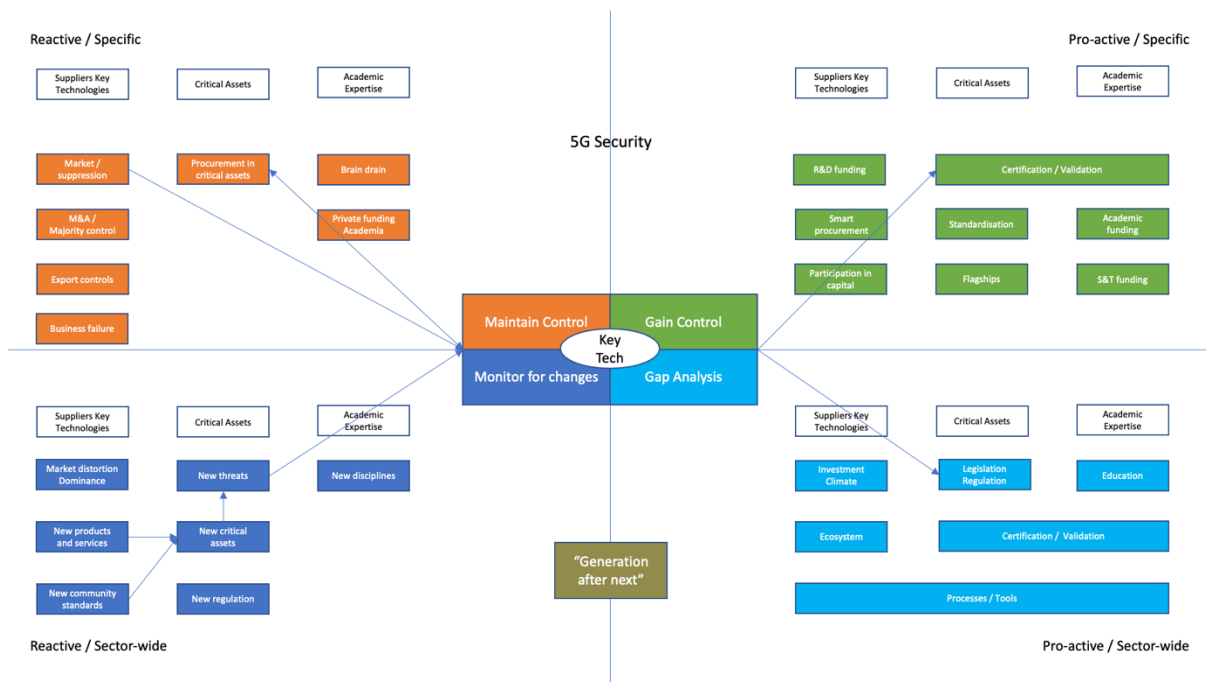 Reactive / Specific
Pro-active / Specific
Suppliers Key
Technologies
Critical Assets
Academic
Expertise
Suppliers Key
Technologies
Critical Assets
Academic
Expertise
5G Security
Market /
suppression
Procurement in
critical assets
Brain drain
R&D funding
Certification / Validation
M&A /
Majority control
Private funding
Academia
Smart
procurement
Standardisation
Academic
funding
Export controls
Participation in
capital
Flagships
S&T funding
Business failure
Maintain Control
Gain Control
Key
Tech
Monitor for changes
Gap Analysis
Suppliers Key
Technologies
Critical Assets
Academic
Expertise
Suppliers Key
Technologies
Critical Assets
Academic
Expertise
Market distortion
Dominance
New threats
New disciplines
Investment
Climate
Legislation
Regulation
Education
New products
and services
New critical
assets
Ecosystem
Certification / Validation
"Generation
after next"
New community
standards
New regulation
Processes / Tools
Reactive / Sector-wide
Pro-active / Sector-wide